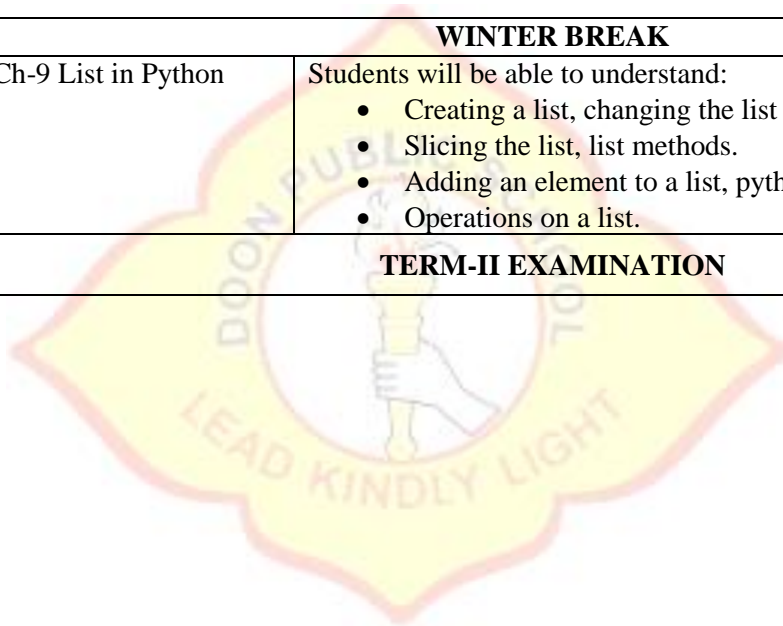 WINTER BREAK
Ch-9 List in Python
Students will be able to understand:
• Creating a list, changing the list
• Slicing the list, list methods.
• Adding an element to a list, pyth
• Operations on a list.
TERM-II EXAMINATION
DOON PUBLIC SCHOOL
LEAD KINDLY LIGHT